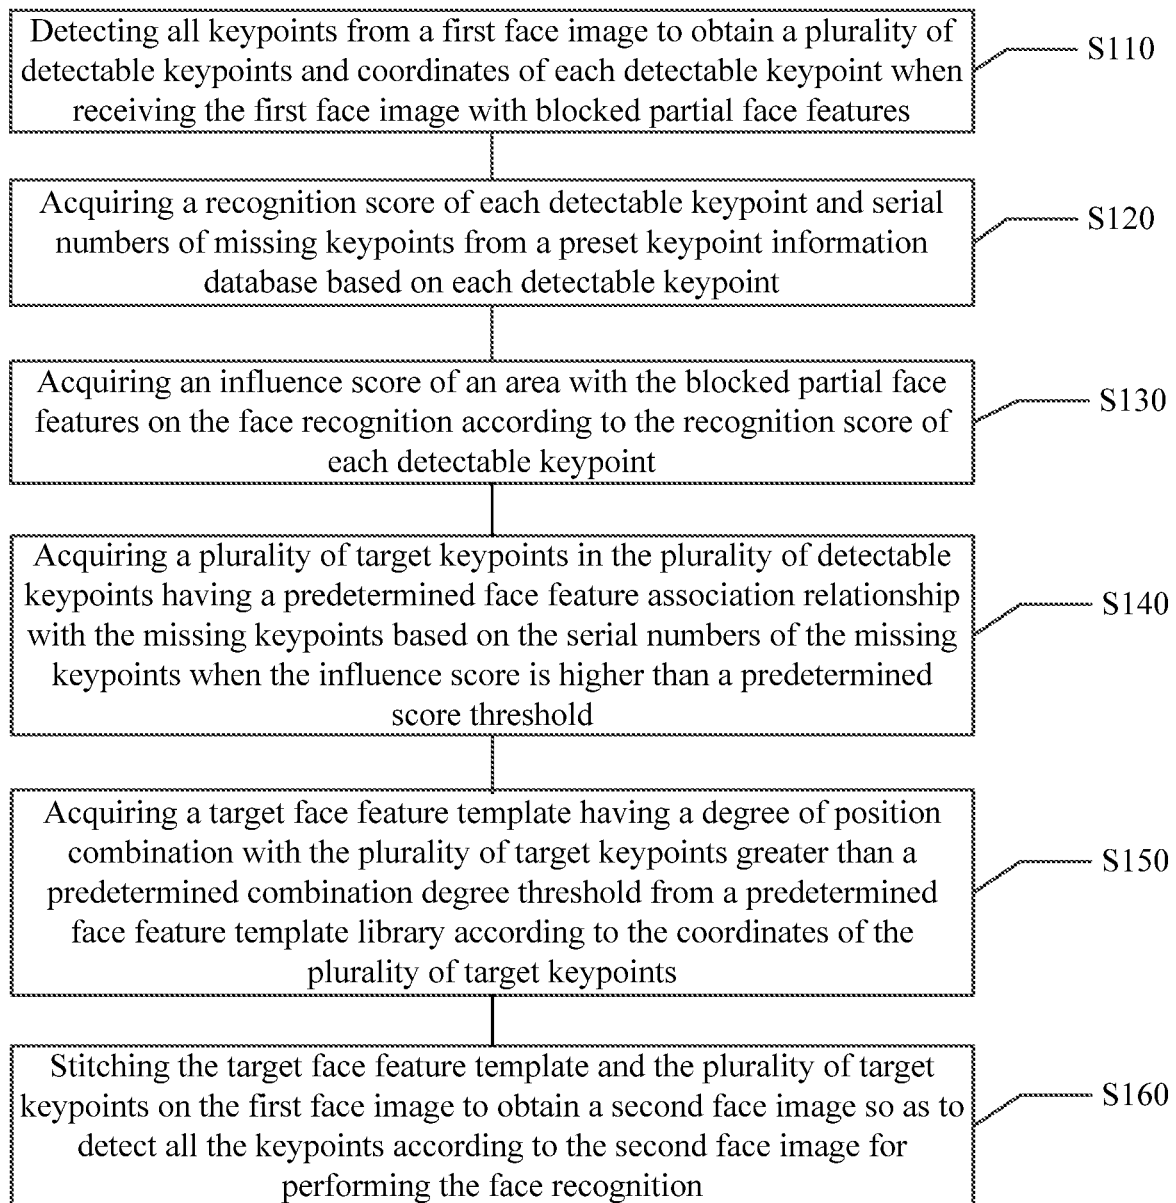 Detecting all keypoints from a first face image to obtain a plurality of
detectable keypoints and coordinates of each detectable keypoint when
receiving the first face image with blocked partial face features
S110
Acquiring a recognition score of each detectable keypoint and serial
numbers of missing keypoints from a preset keypoint information
database based on each detectable keypoint
S120
Acquiring an influence score of an area with the blocked partial face
features on the face recognition according to the recognition score of
each detectable keypoint
S130
Acquiring a plurality of target keypoints in the plurality of detectable
keypoints having a predetermined face feature association relationship
with the missing keypoints based on the serial numbers of the missing
keypoints when the influence score is higher than a predetermined
score threshold
S140
Acquiring a target face feature template having a degree of position
combination with the plurality of target keypoints greater than a
predetermined combination degree threshold from a predetermined
face feature template library according to the coordinates of the
plurality of target keypoints
S150
Stitching the target face feature template and the plurality of target
keypoints on the first face image to obtain a second face image so as to
detect all the keypoints according to the second face image for
performing the face recognition
S160